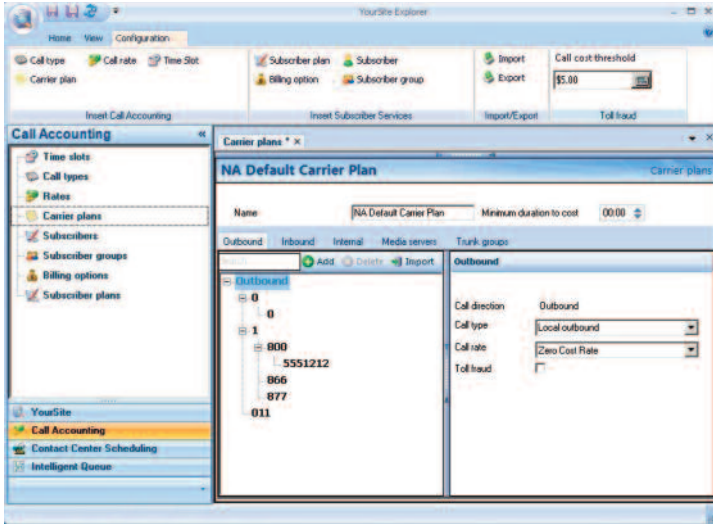 YourSite Explorer
Home View Configuration
Call type Call rate Time Slot
Carrier plan
Insert Call Accounting
Subscriber plan Subscriber
Billing option Subscriber group
Insert Subscriber Services
Import
Export
Import/Export
Call cost threshold
$5.00
Toll fraud
Call Accounting «
Time slots
Call types
Rates
Carrier plans
Subscribers
Subscriber groups
Billing options
Subscriber plans
YourSite
Call Accounting
Contact Center Scheduling
Intelligent Queue
Carrier plans * ×
NA Default Carrier Plan Carrier plans
Name NA Default Carrier Plan Minimum duration to cost 00:00
Outbound Inbound Internal Media servers Trunk groups
Add Delete Import
Outbound
0
0
1
800
5551212
866
877
011
Outbound
Call direction Outbound
Call type Local outbound
Call rate Zero Cost Rate
Toll fraud